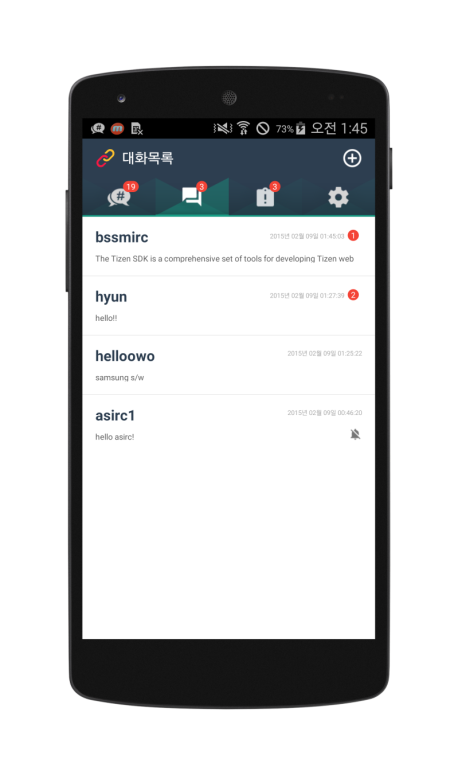 73% 오전 1:45
대화목록
# 19 3 3
bssmirc 2015년 02월 09일 01:45:03 1
The Tizen SDK is a comprehensive set of tools for developing Tizen web
hyun 2015년 02월 09일 01:27:39 2
hello!!
helloowo 2015년 02월 09일 01:25:22
samsung s/w
asirc1 2015년 02월 09일 00:46:20
hello asirc!